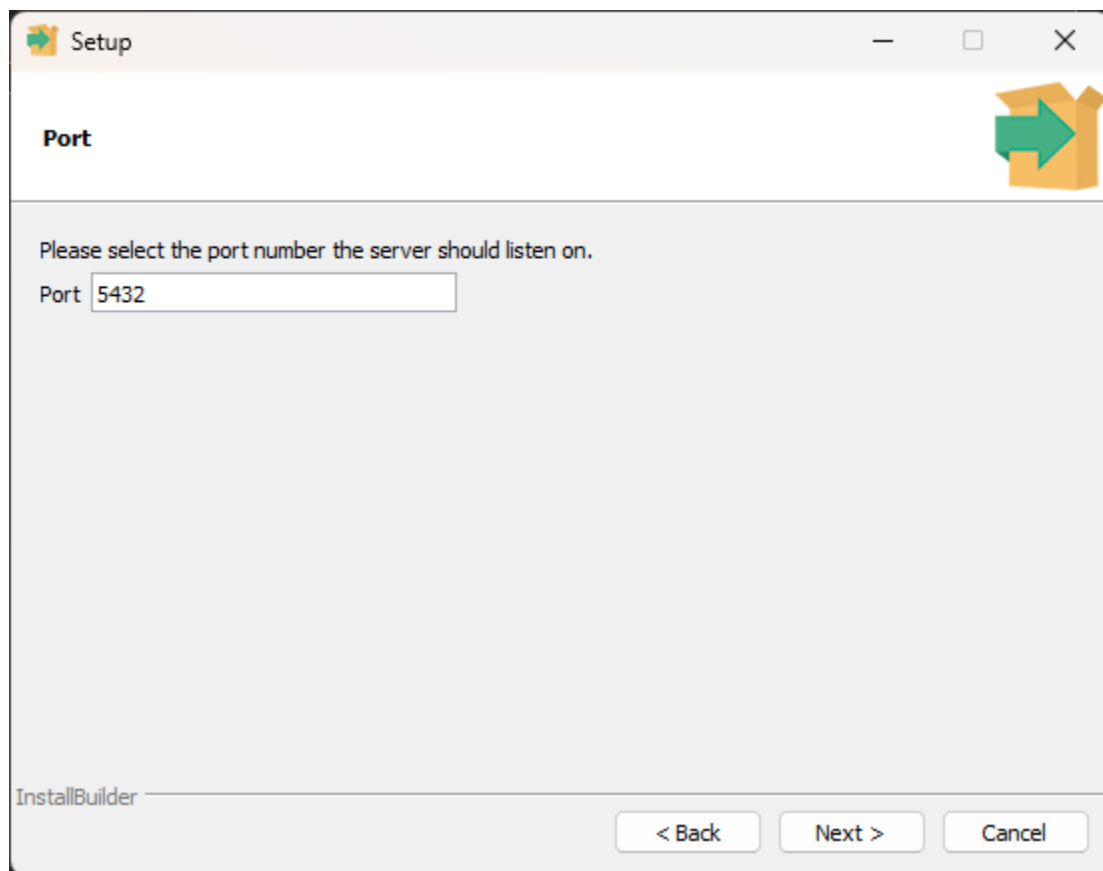 Setup
Port
Please select the port number the server should listen on.
Port 5432
InstallBuilder
< Back Next > Cancel